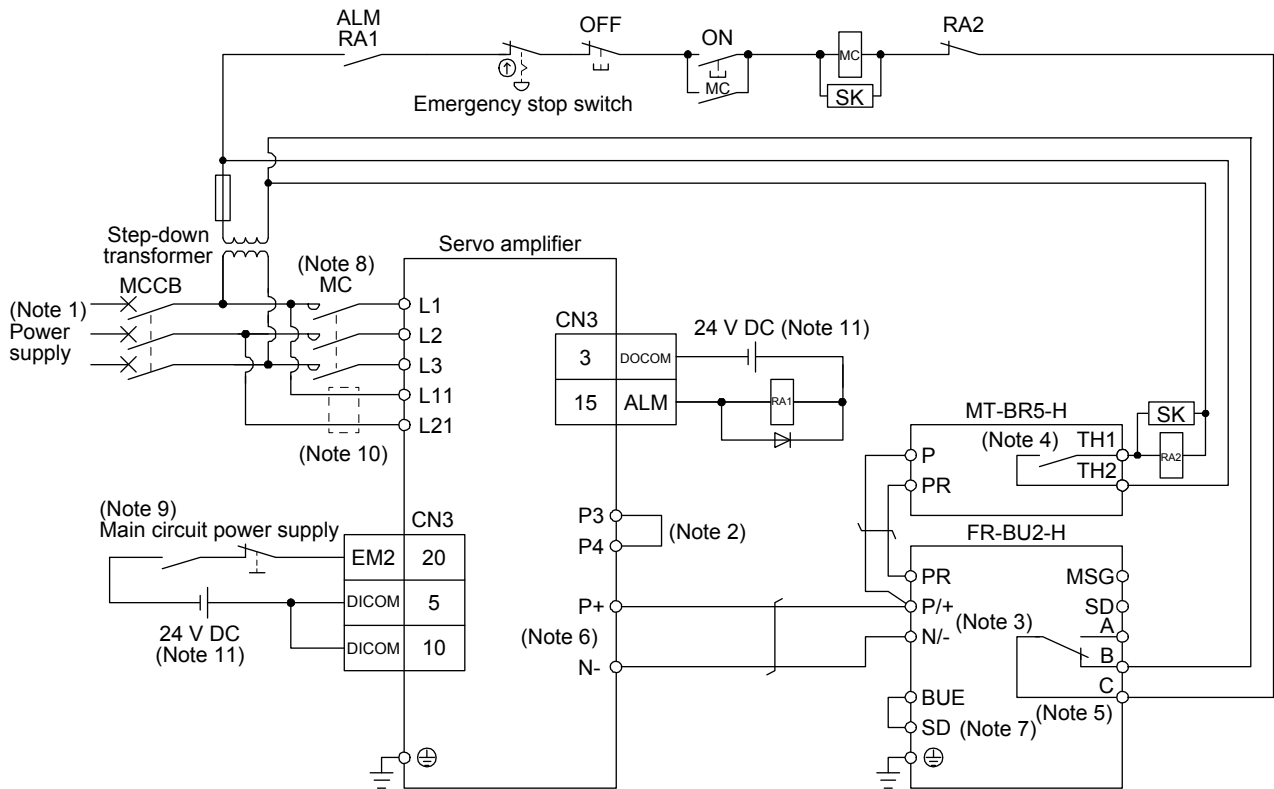 ALM
RA1
OFF
ON
RA2
MC
MC
SK
Emergency stop switch
Step-down
transformer
MCCB
(Note 8)
MC
Servo amplifier
(Note 1)
Power
supply
L1
L2
L3
L11
L21
(Note 10)
CN3
24 V DC (Note 11)
3 DOCOM
15 ALM
RA1
MT-BR5-H
SK
(Note 4) TH1
P
RA2
TH2
PR
(Note 9)
Main circuit power supply
CN3
P3
(Note 2)
P4
FR-BU2-H
EM2 20
DICOM 5
DICOM 10
24 V DC
(Note 11)
PR
MSG
P+
P/+
SD
(Note 3)
A
(Note 6)
N/-
B
N-
C
BUE
(Note 5)
SD (Note 7)